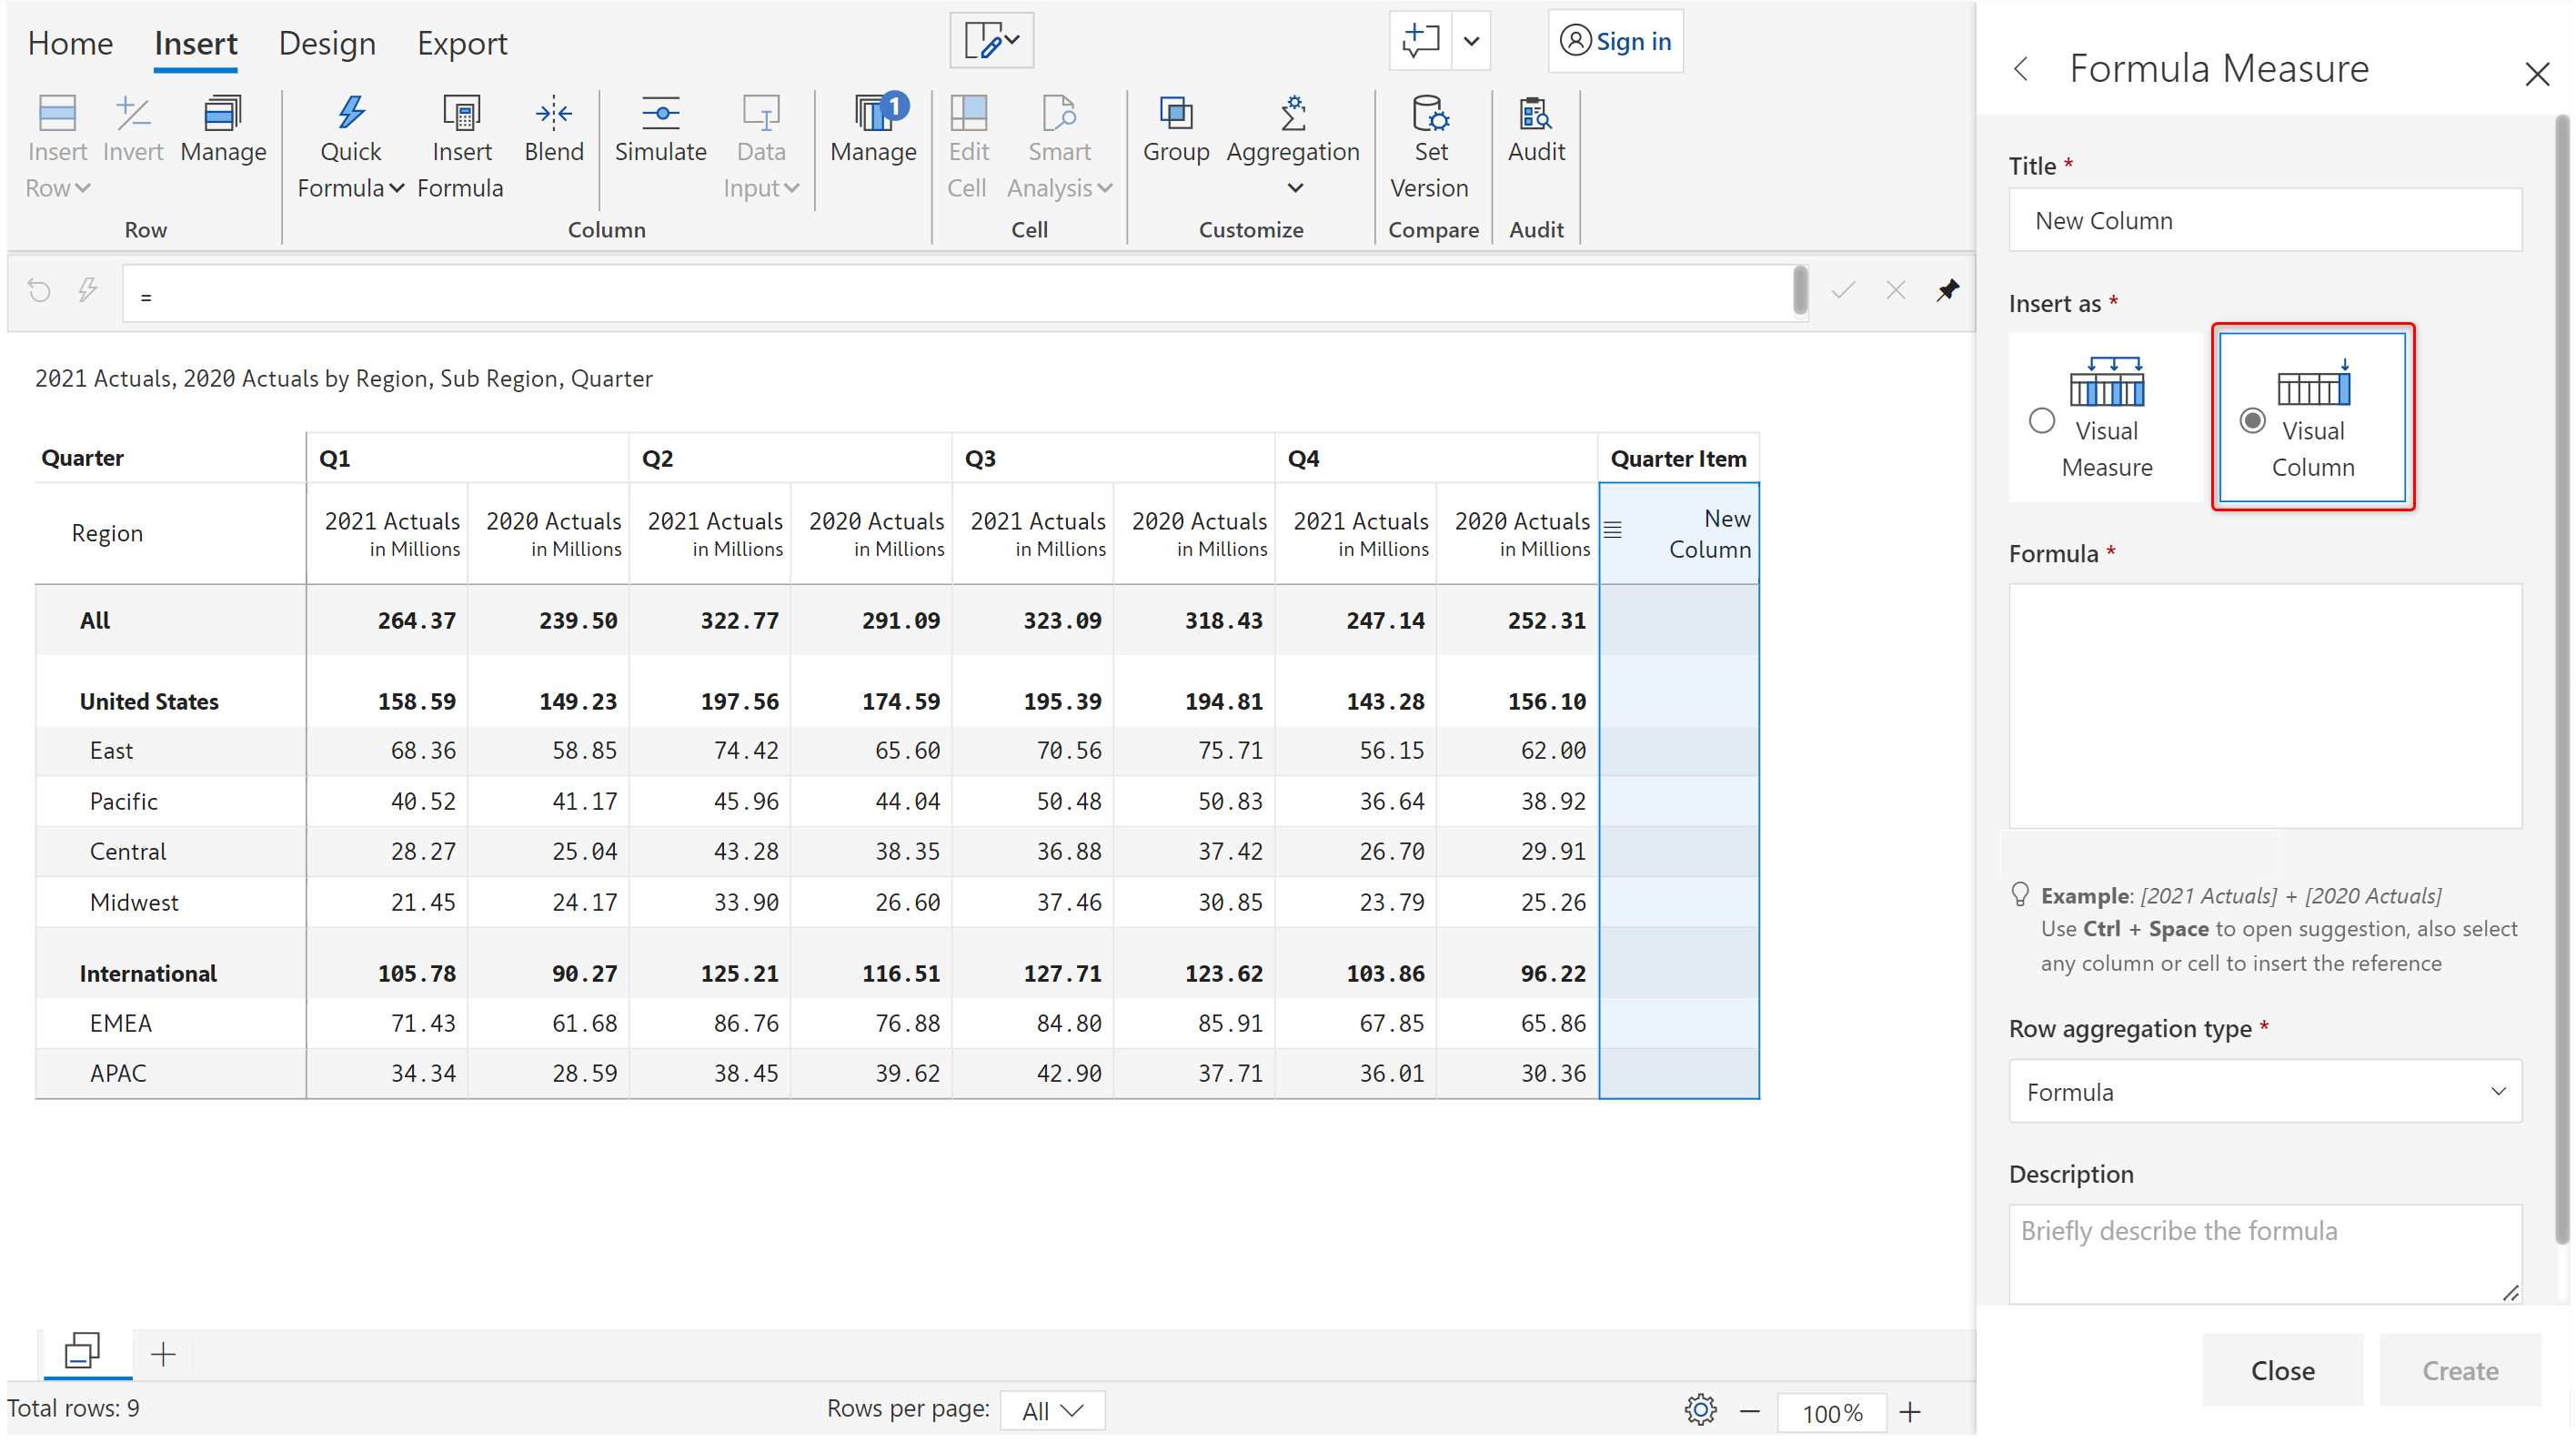 Home Insert Design Export
Sign in
Insert Row
Invert
Manage
Row
Quick Formula
Insert Formula
Blend
Simulate
Data Input
Manage 1
Column
Edit Cell
Smart Analysis
Cell
Group
Aggregation
Customize
Set Version
Compare
Audit
Audit
=
2021 Actuals, 2020 Actuals by Region, Sub Region, Quarter
Quarter Q1 Q2 Q3 Q4 Quarter Item
Region 2021 Actuals in Millions 2020 Actuals in Millions 2021 Actuals in Millions 2020 Actuals in Millions 2021 Actuals in Millions 2020 Actuals in Millions 2021 Actuals in Millions 2020 Actuals in Millions New Column
All 264.37 239.50 322.77 291.09 323.09 318.43 247.14 252.31
United States 158.59 149.23 197.56 174.59 195.39 194.81 143.28 156.10
East 68.36 58.85 74.42 65.60 70.56 75.71 56.15 62.00
Pacific 40.52 41.17 45.96 44.04 50.48 50.83 36.64 38.92
Central 28.27 25.04 43.28 38.35 36.88 37.42 26.70 29.91
Midwest 21.45 24.17 33.90 26.60 37.46 30.85 23.79 25.26
International 105.78 90.27 125.21 116.51 127.71 123.62 103.86 96.22
EMEA 71.43 61.68 86.76 76.88 84.80 85.91 67.85 65.86
APAC 34.34 28.59 38.45 39.62 42.90 37.71 36.01 30.36
Total rows: 9
Rows per page: All
100%
Formula Measure
Title *
New Column
Insert as *
Visual Measure
Visual Column
Formula *
Example: [2021 Actuals] + [2020 Actuals]
Use Ctrl + Space to open suggestion, also select
any column or cell to insert the reference
Row aggregation type *
Formula
Description
Briefly describe the formula
Close Create